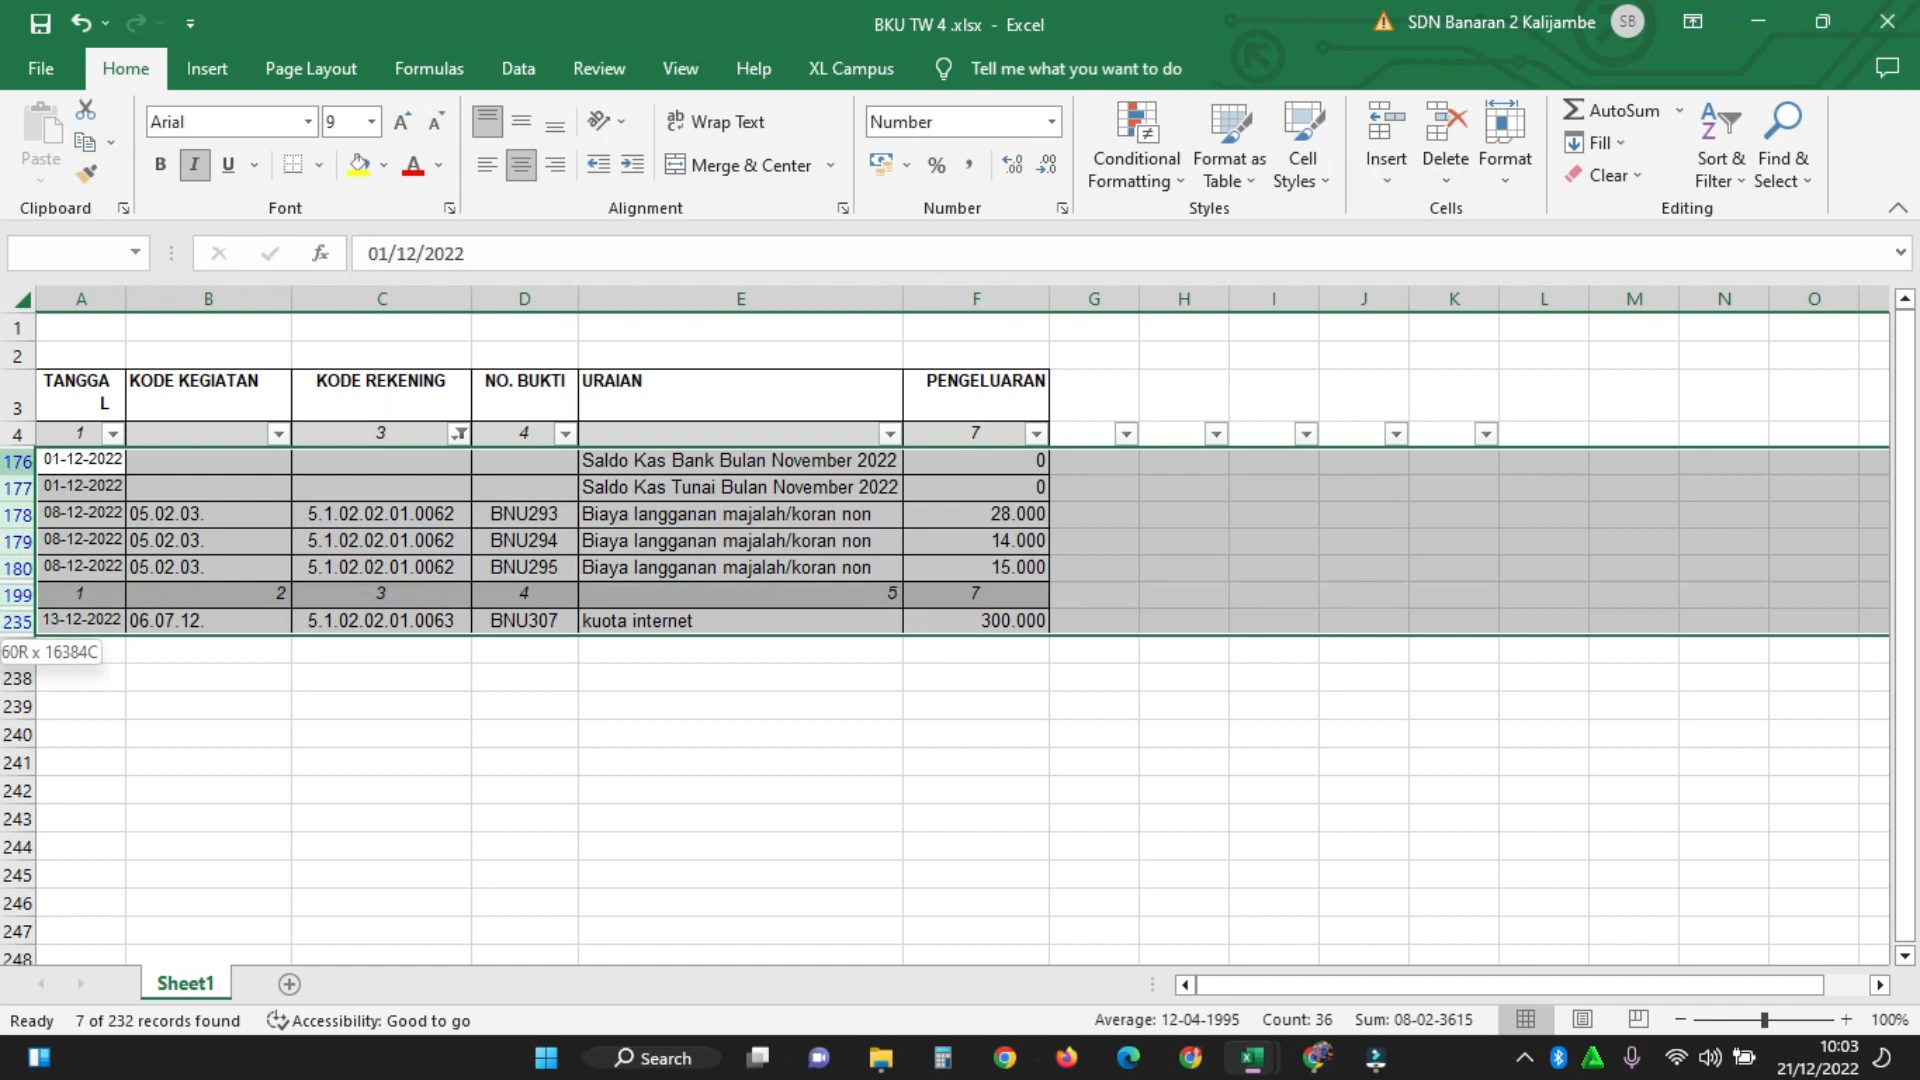 BKU TW 4 .xlsx - Excel
SDN Banaran 2 Kalijambe SB
File Home Insert Page Layout Formulas Data Review View Help XL Campus Tell me what you want to do
Paste
Clipboard
Arial 9
B I U
Font
Wrap Text
Merge & Center
Alignment
Number
%
Number
Conditional Formatting
Format as Table
Cell Styles
Styles
Insert Delete Format
Cells
AutoSum
Fill
Clear
Sort & Filter
Find & Select
Editing
fx 01/12/2022
A B C D E F G H I J K L M N O
1
2
3 TANGGAL KODE KEGIATAN KODE REKENING NO. BUKTI URAIAN PENGELUARAN
4 1 3 4 7
176 01-12-2022 Saldo Kas Bank Bulan November 2022 0
177 01-12-2022 Saldo Kas Tunai Bulan November 2022 0
178 08-12-2022 05.02.03. 5.1.02.02.01.0062 BNU293 Biaya langganan majalah/koran non 28.000
179 08-12-2022 05.02.03. 5.1.02.02.01.0062 BNU294 Biaya langganan majalah/koran non 14.000
180 08-12-2022 05.02.03. 5.1.02.02.01.0062 BNU295 Biaya langganan majalah/koran non 15.000
199 1 2 3 4 5 7
235 13-12-2022 06.07.12. 5.1.02.02.01.0063 BNU307 kuota internet 300.000
60R x 16384C
238
239
240
241
242
243
244
245
246
247
248
Sheet1
Ready 7 of 232 records found Accessibility: Good to go Average: 12-04-1995 Count: 36 Sum: 08-02-3615 100%
Search
10:03
21/12/2022